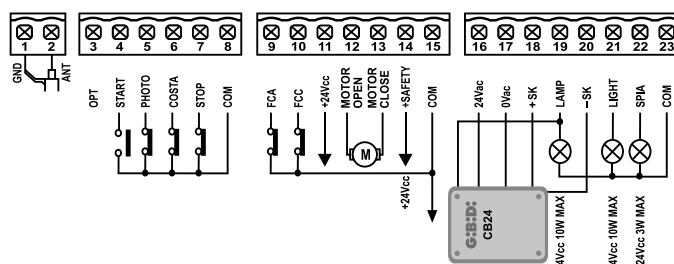 1 2 3 4 5 6 7 8 9 10 11 12 13 14 15 16 17 18 19 20 21 22 23
GND
ANT
OPT
START
PHOTO
COSTA
STOP
COM
FCA
FCC
+24Vcc
MOTOR OPEN
MOTOR CLOSE
+SAFETY
COM
24Vac
0Vac
+SK
LAMP
–SK
LIGHT
SPIA
COM
M
+24Vcc
G:B:D:
CB24
4Vcc 10W MAX
4Vcc 10W MAX
24Vcc 3W MAX